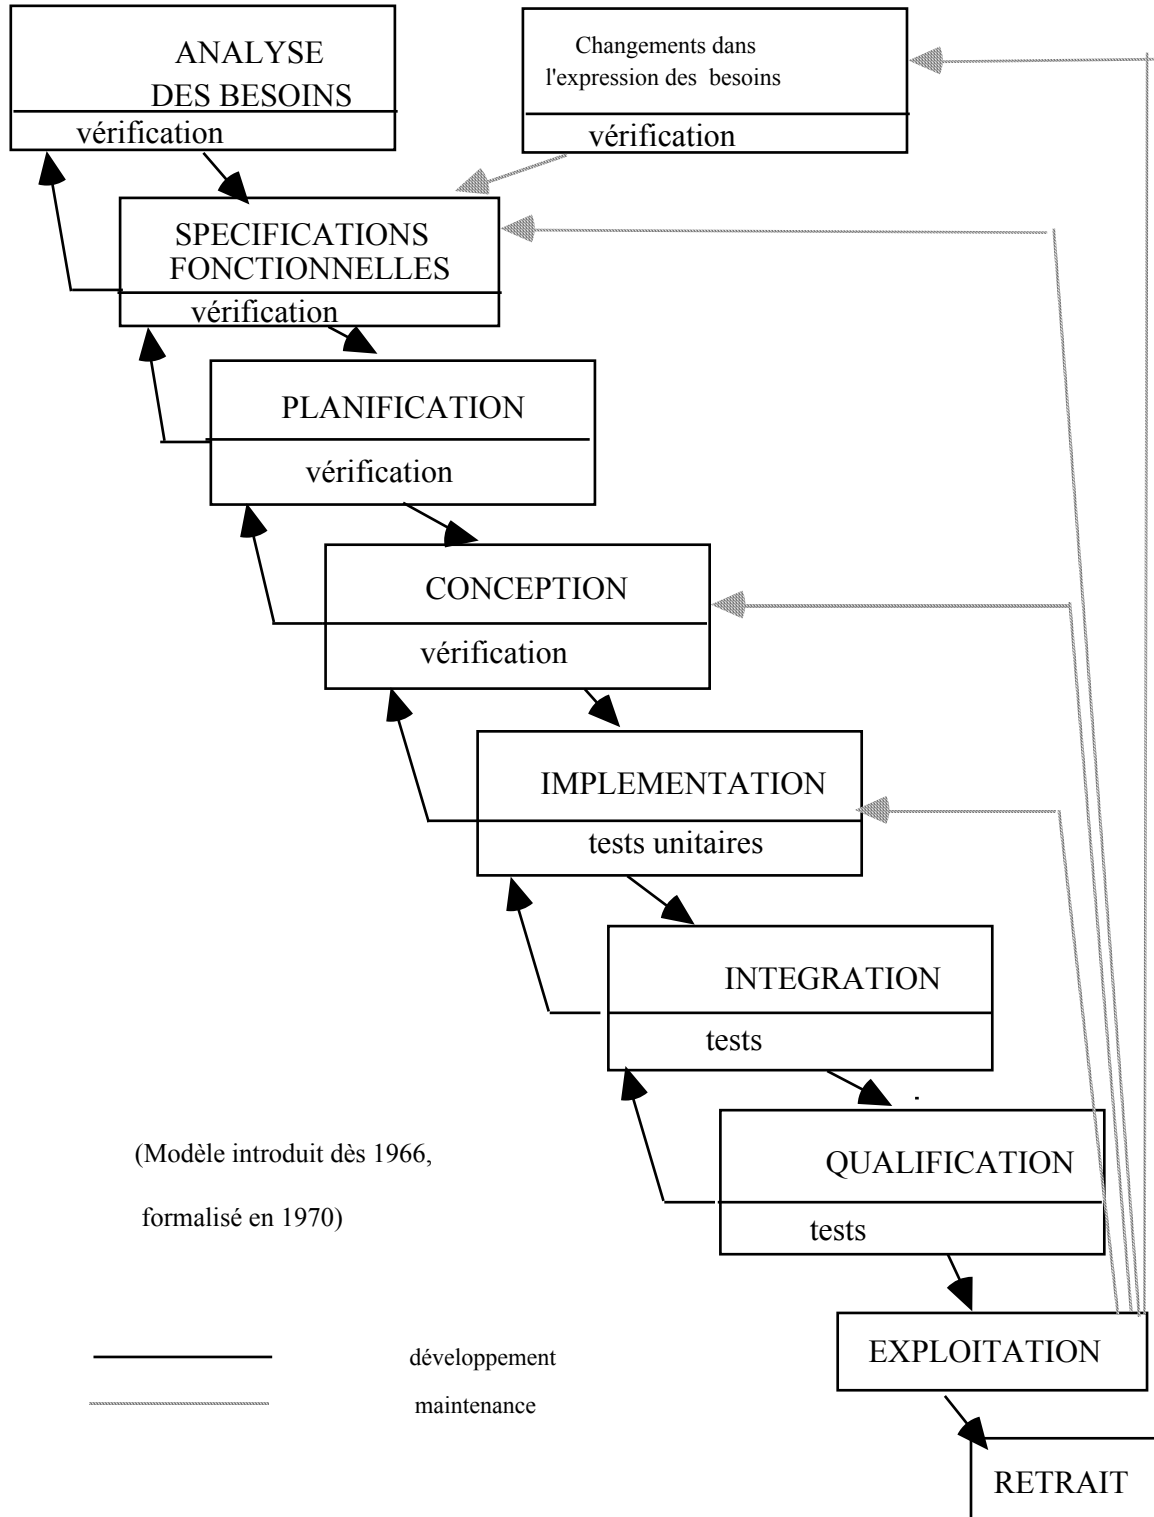 ANALYSE
DES BESOINS
vérification
Changements dans
l'expression des besoins
vérification
SPECIFICATIONS
FONCTIONNELLES
vérification
PLANIFICATION
vérification
CONCEPTION
vérification
IMPLEMENTATION
tests unitaires
INTEGRATION
tests
QUALIFICATION
tests
(Modèle introduit dès 1966,
formalisé en 1970)
EXPLOITATION
développement
maintenance
RETRAIT